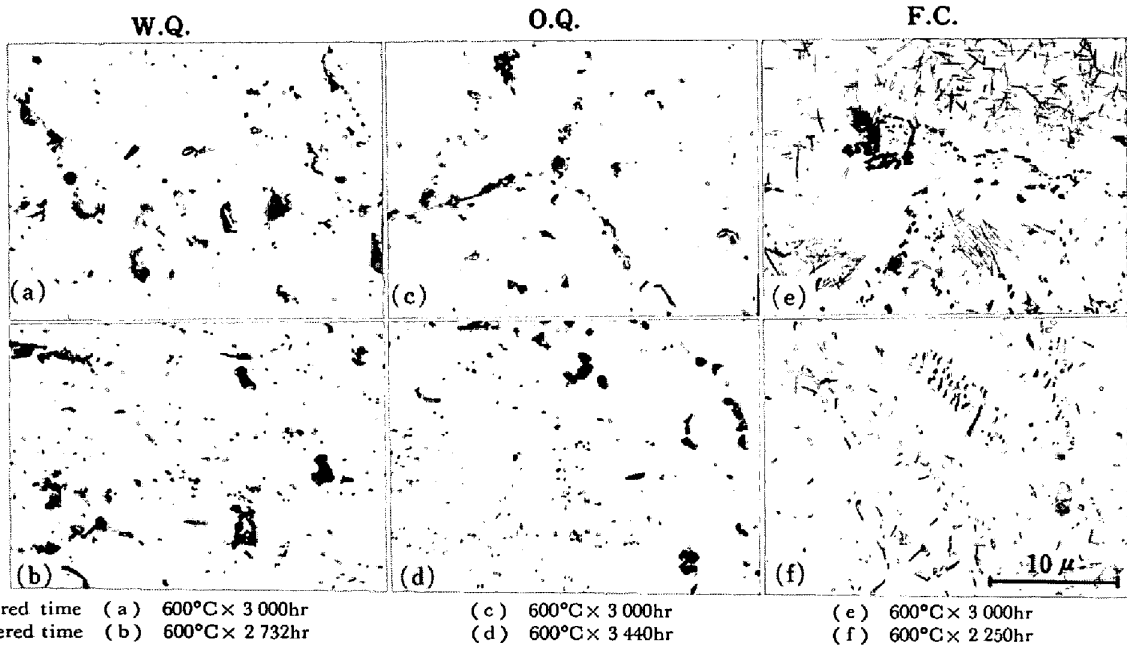 W.Q. O.Q. F.C.
(a) (c) (e)
(b) (d) (f) 10 μ
red time (a) 600°C × 3 000hr (c) 600°C × 3 000hr (e) 600°C × 3 000hr
ered time (b) 600°C × 2 732hr (d) 600°C × 3 440hr (f) 600°C × 2 250hr